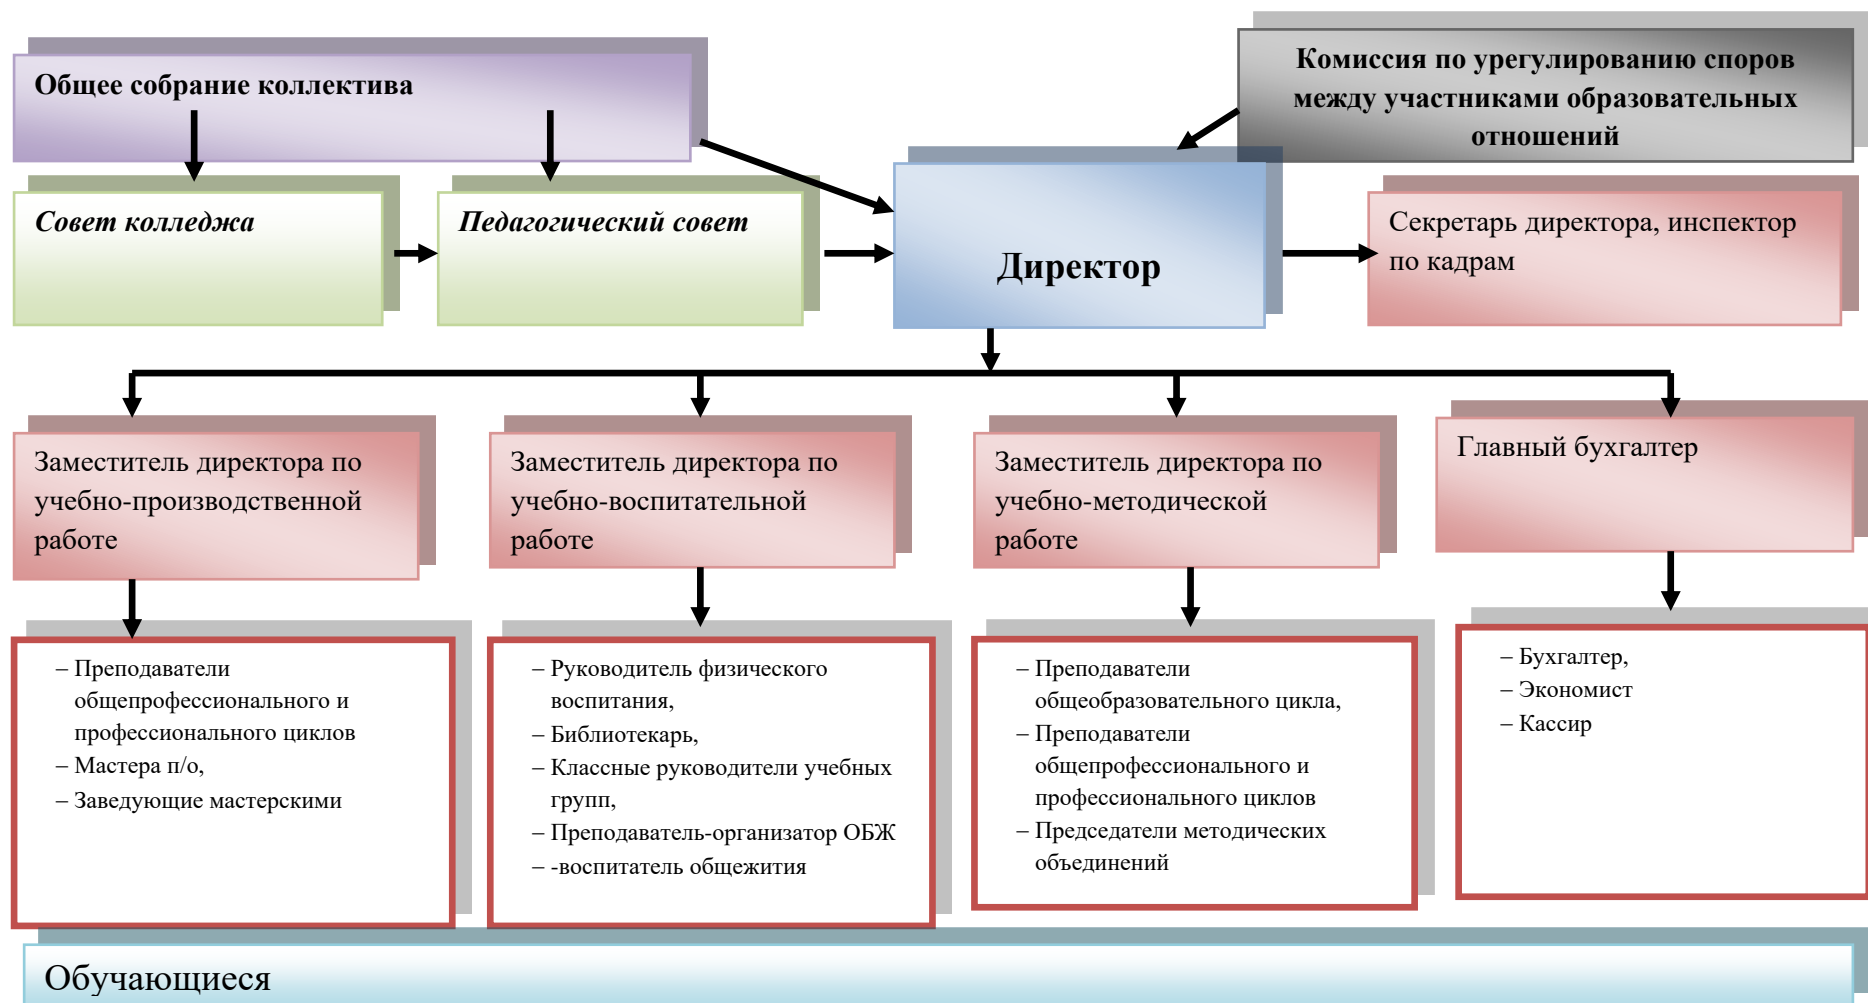 Общее собрание коллектива
Комиссия по урегулированию споров
между участниками образовательных
отношений
Совет колледжа
Педагогический совет
Директор
Секретарь директора, инспектор
по кадрам
Заместитель директора по
учебно-производственной
работе
Заместитель директора по
учебно-воспитательной
работе
Заместитель директора по
учебно-методической
работе
Главный бухгалтер
– Преподаватели
общепрофессионального и
профессионального циклов
– Мастера п/о,
– Заведующие мастерскими
– Руководитель физического
воспитания,
– Библиотекарь,
– Классные руководители учебных
групп,
– Преподаватель-организатор ОБЖ
– -воспитатель общежития
– Преподаватели
общеобразовательного цикла,
– Преподаватели
общепрофессионального и
профессионального циклов
– Председатели методических
объединений
– Бухгалтер,
– Экономист
– Кассир
Обучающиеся